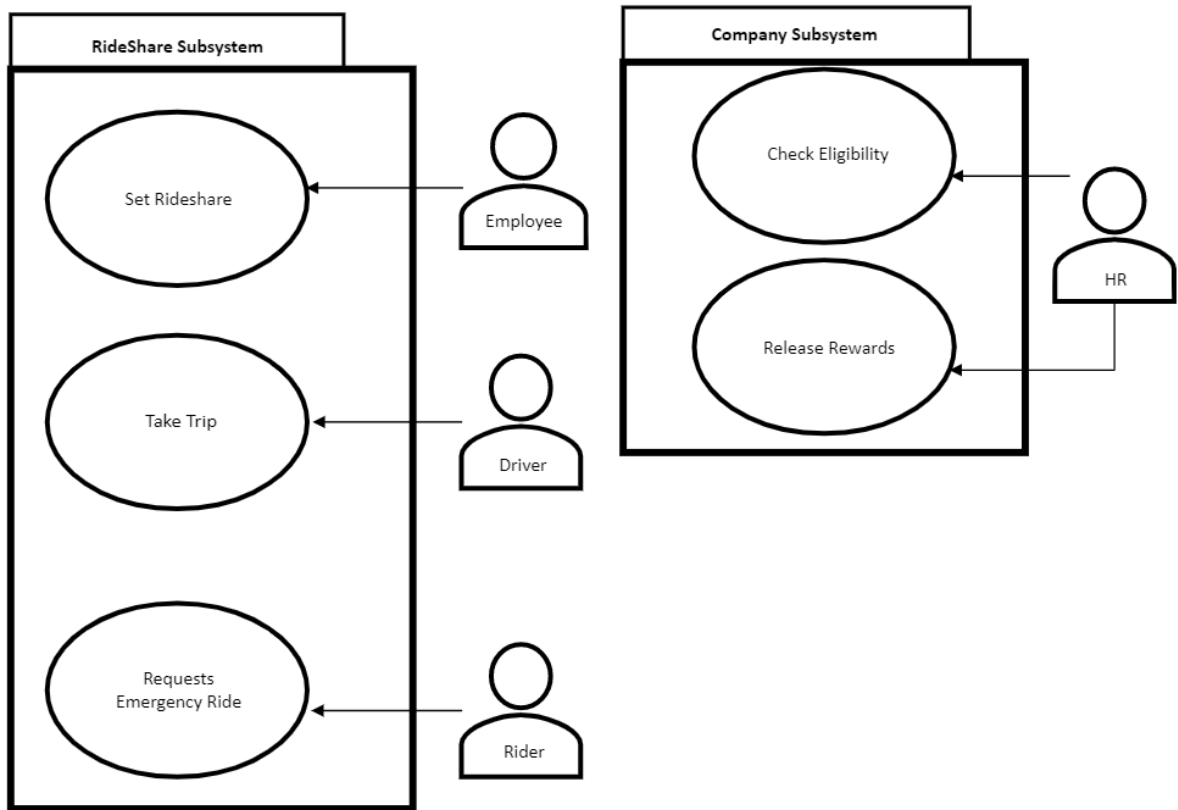 RideShare Subsystem
Set Rideshare
Employee
Take Trip
Driver
Requests
Emergency Ride
Rider
Company Subsystem
Check Eligibility
HR
Release Rewards